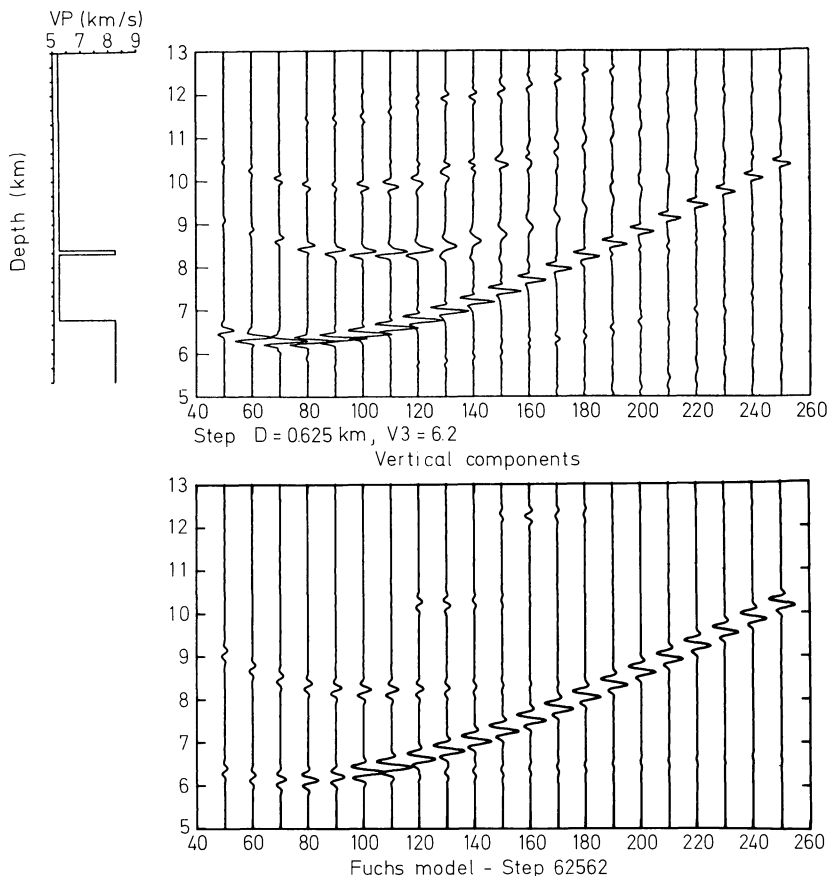 VP (km/s)
5 6 7 8 9
Depth (km)
13
12
11
10
9
8
7
6
5
40 60 80 100 120 140 160 180 200 220 240 260
Step D = 0.625 km, V3 = 6.2
Vertical components
13
12
11
10
9
8
7
6
5
40 60 80 100 120 140 160 180 200 220 240 260
Fuchs model - Step 62562